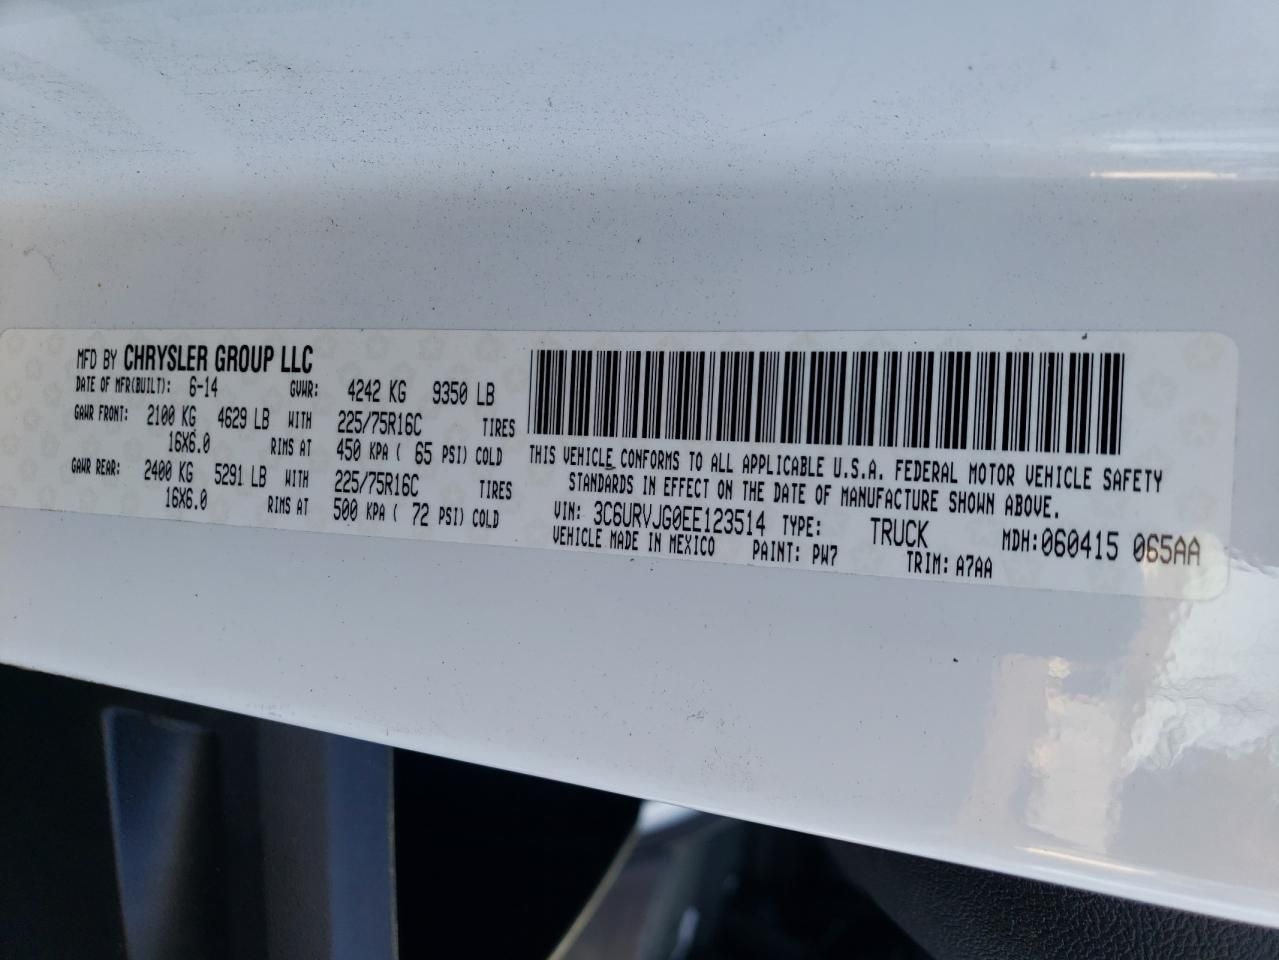 MFD BY CHRYSLER GROUP LLC
DATE OF MFR(BUILT): 6-14 GVWR: 4242 KG 9350 LB
GAWR FRONT: 2100 KG 4629 LB WITH 225/75R16C TIRES
16X6.0 RIMS AT 450 KPA ( 65 PSI) COLD
GAWR REAR: 2400 KG 5291 LB WITH 225/75R16C TIRES
16X6.0 RIMS AT 500 KPA ( 72 PSI) COLD
THIS VEHICLE CONFORMS TO ALL APPLICABLE U.S.A. FEDERAL MOTOR VEHICLE SAFETY
STANDARDS IN EFFECT ON THE DATE OF MANUFACTURE SHOWN ABOVE.
VIN: 3C6URVJG0EE123514 TYPE: TRUCK MDH:060415 065AA
VEHICLE MADE IN MEXICO PAINT: PW7 TRIM: A7AA